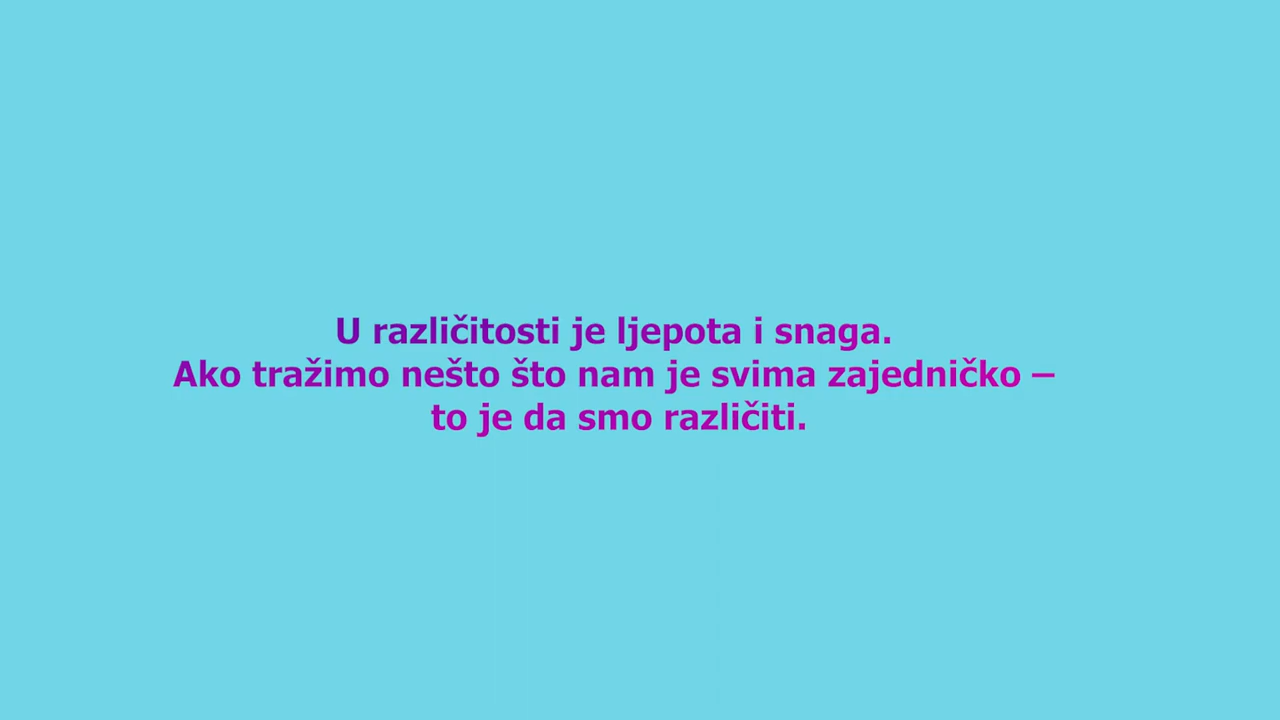 U različitosti je ljepota i snaga.
Ako tražimo nešto što nam je svima zajedničko –
to je da smo različiti.